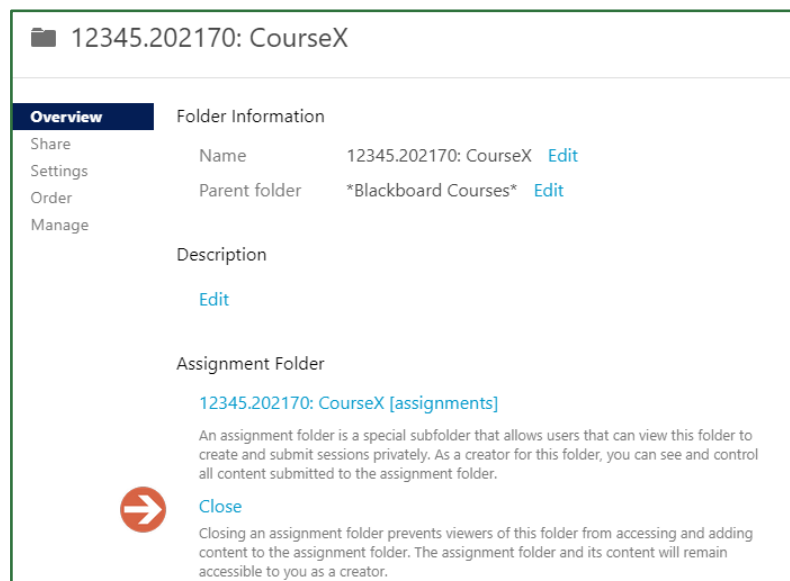 12345.202170: CourseX
Overview
Share
Settings
Order
Manage
Folder Information
Name 12345.202170: CourseX Edit
Parent folder *Blackboard Courses* Edit
Description
Edit
Assignment Folder
12345.202170: CourseX [assignments]
An assignment folder is a special subfolder that allows users that can view this folder to
create and submit sessions privately. As a creator for this folder, you can see and control
all content submitted to the assignment folder.
Close
Closing an assignment folder prevents viewers of this folder from accessing and adding
content to the assignment folder. The assignment folder and its content will remain
accessible to you as a creator.